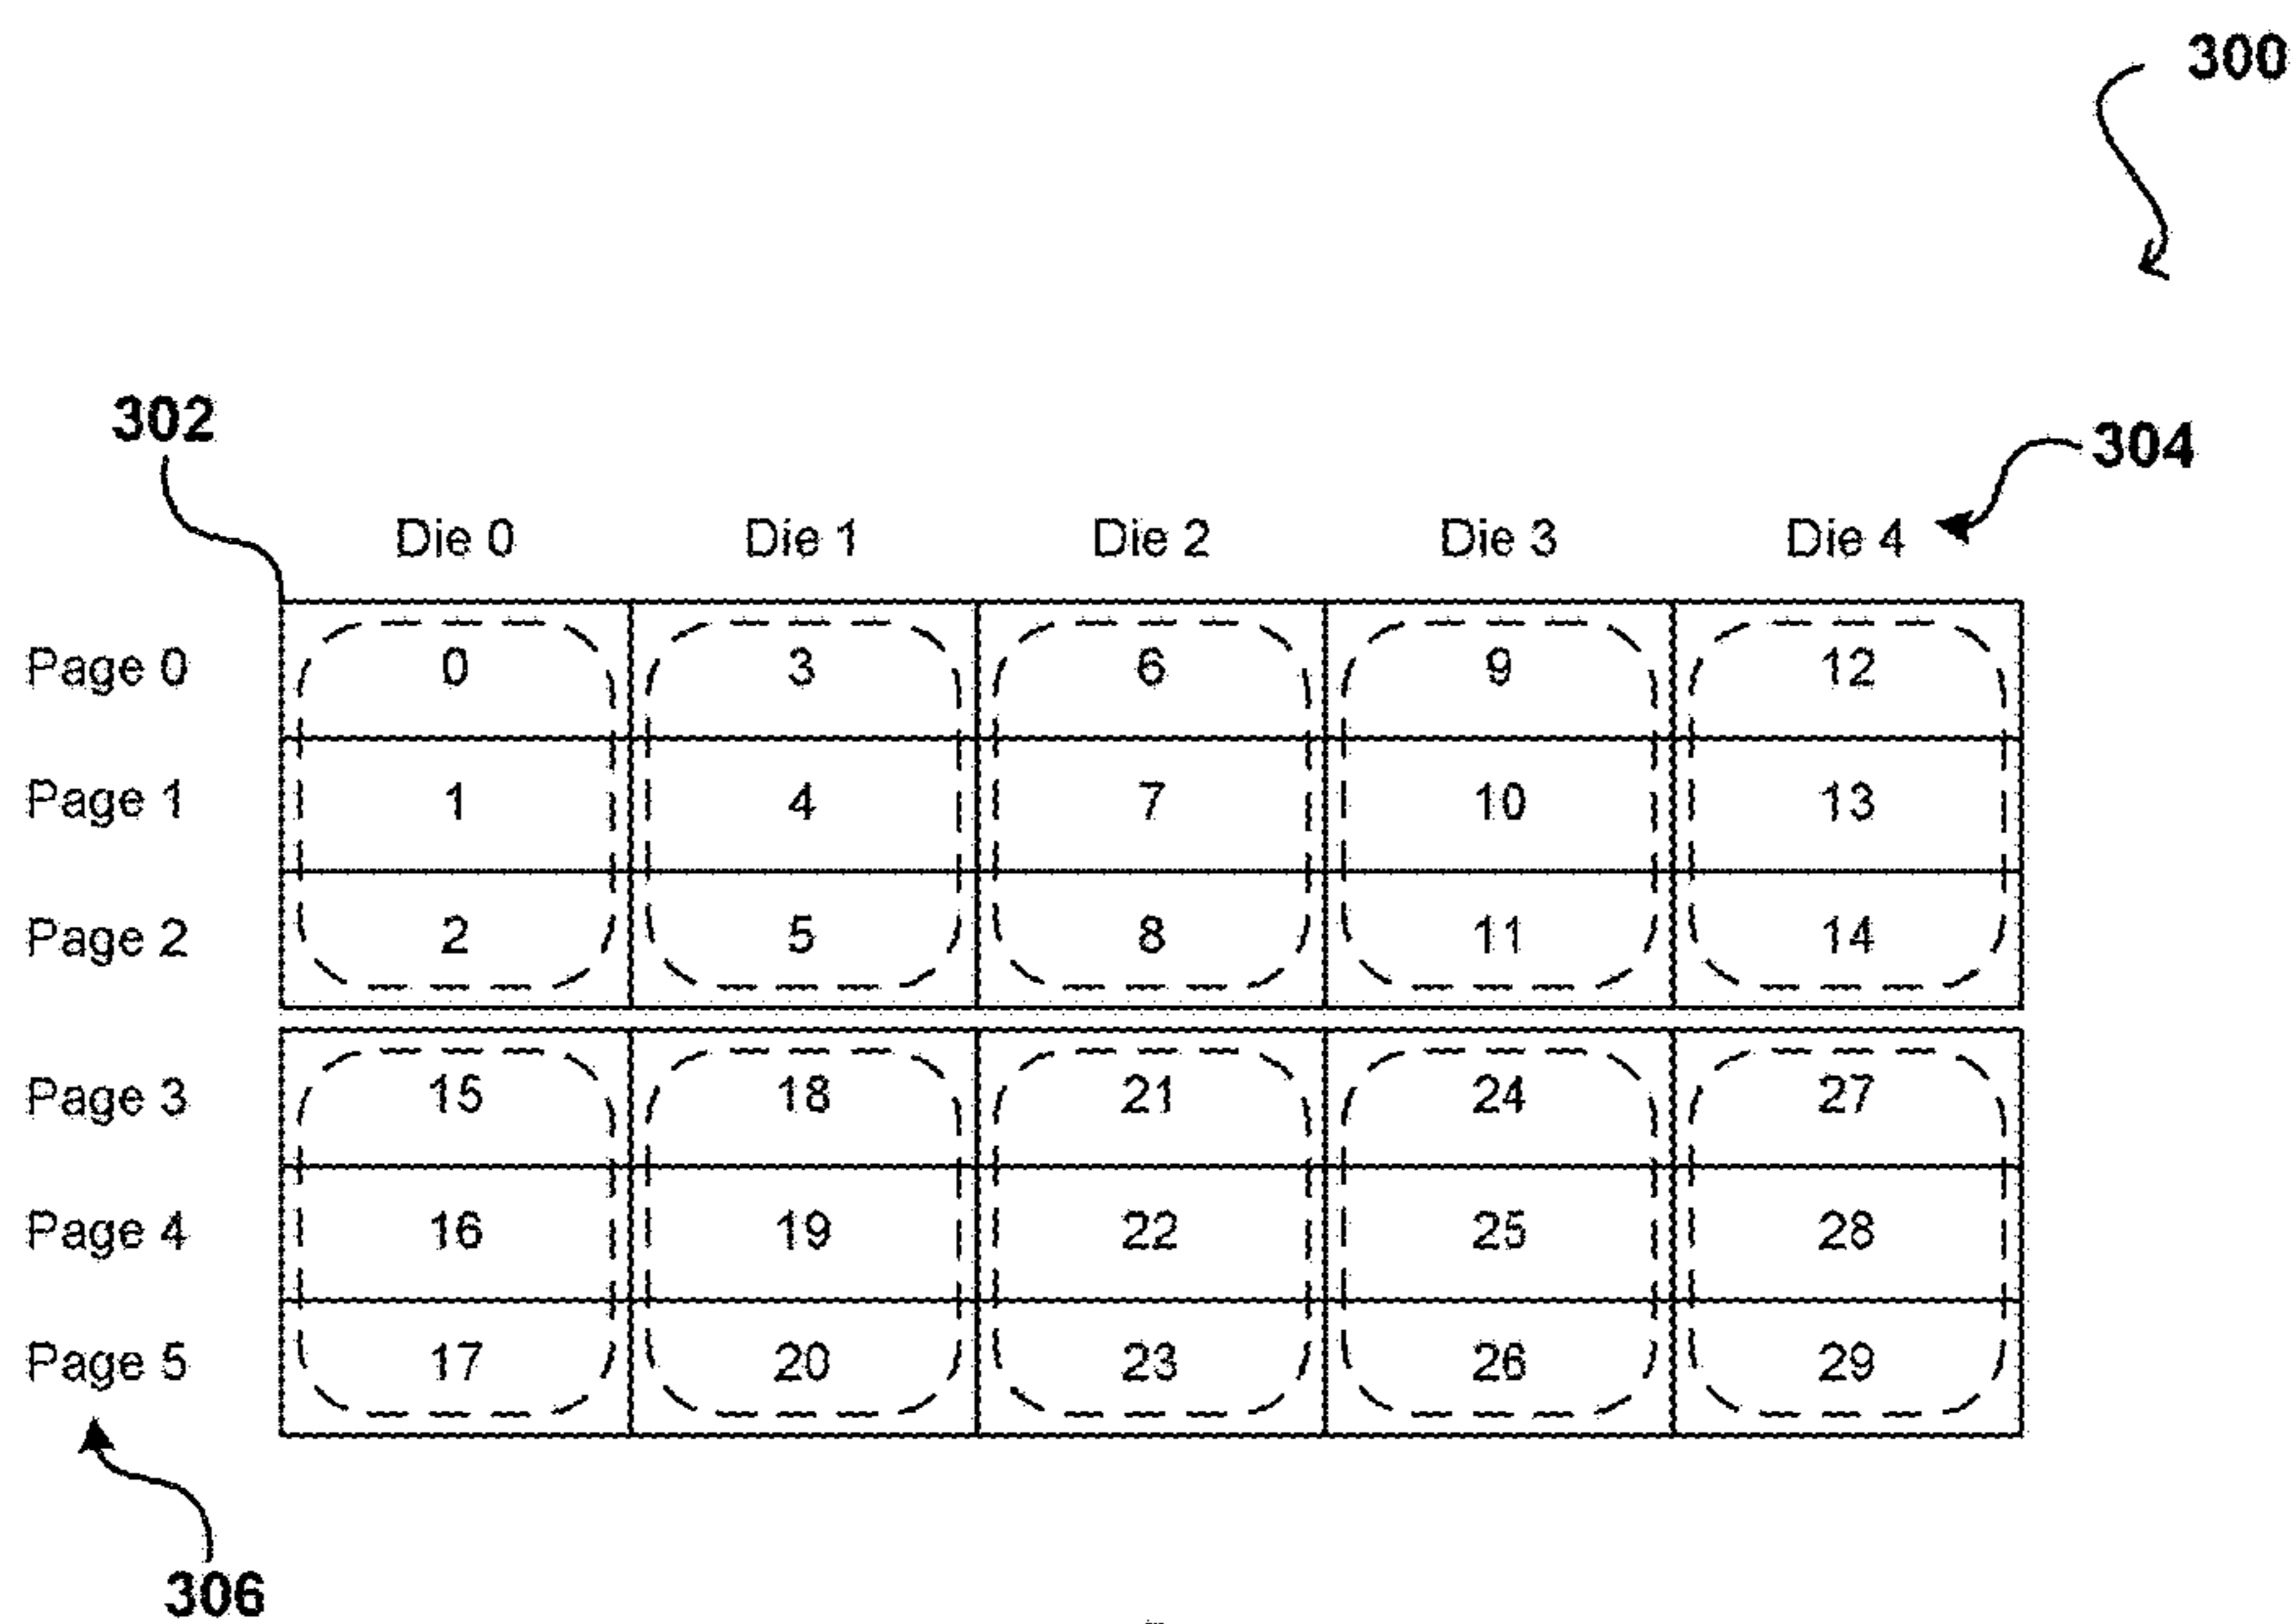 300
302
304
Die 0 Die 1 Die 2 Die 3 Die 4
Page 0 0 3 6 9 12
Page 1 1 4 7 10 13
Page 2 2 5 8 11 14
Page 3 15 18 21 24 27
Page 4 16 19 22 25 28
Page 5 17 20 23 26 29
306